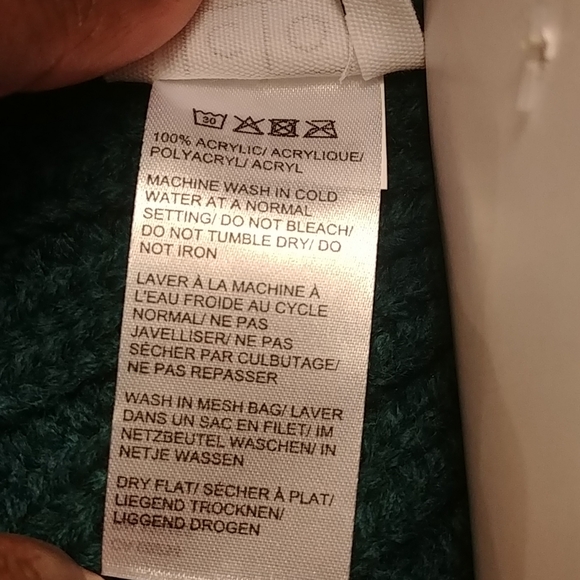 30
100% ACRYLIC/ ACRYLIQUE/
POLYACRYL/ ACRYL
MACHINE WASH IN COLD
WATER AT A NORMAL
SETTING/ DO NOT BLEACH/
DO NOT TUMBLE DRY/ DO
NOT IRON
LAVER À LA MACHINE À
L'EAU FROIDE AU CYCLE
NORMAL/ NE PAS
JAVELLISER/ NE PAS
SÉCHER PAR CULBUTAGE/
NE PAS REPASSER
WASH IN MESH BAG/ LAVER
DANS UN SAC EN FILET/ IM
NETZBEUTEL WASCHEN/ IN
NETJE WASSEN
DRY FLAT/ SÉCHER À PLAT/
LIEGEND TROCKNEN/
LIGGEND DROGEN